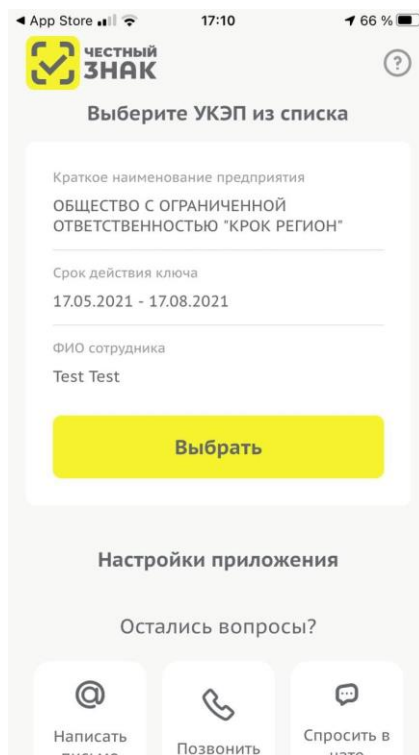 App Store 17:10 66 %
ЧЕСТНЫЙ
ЗНАК
?
Выберите УКЭП из списка
Краткое наименование предприятия
ОБЩЕСТВО С ОГРАНИЧЕННОЙ
ОТВЕТСТВЕННОСТЬЮ "КРОК РЕГИОН"
Срок действия ключа
17.05.2021 - 17.08.2021
ФИО сотрудника
Test Test
Выбрать
Настройки приложения
Остались вопросы?
Написать
Позвонить
Спросить в